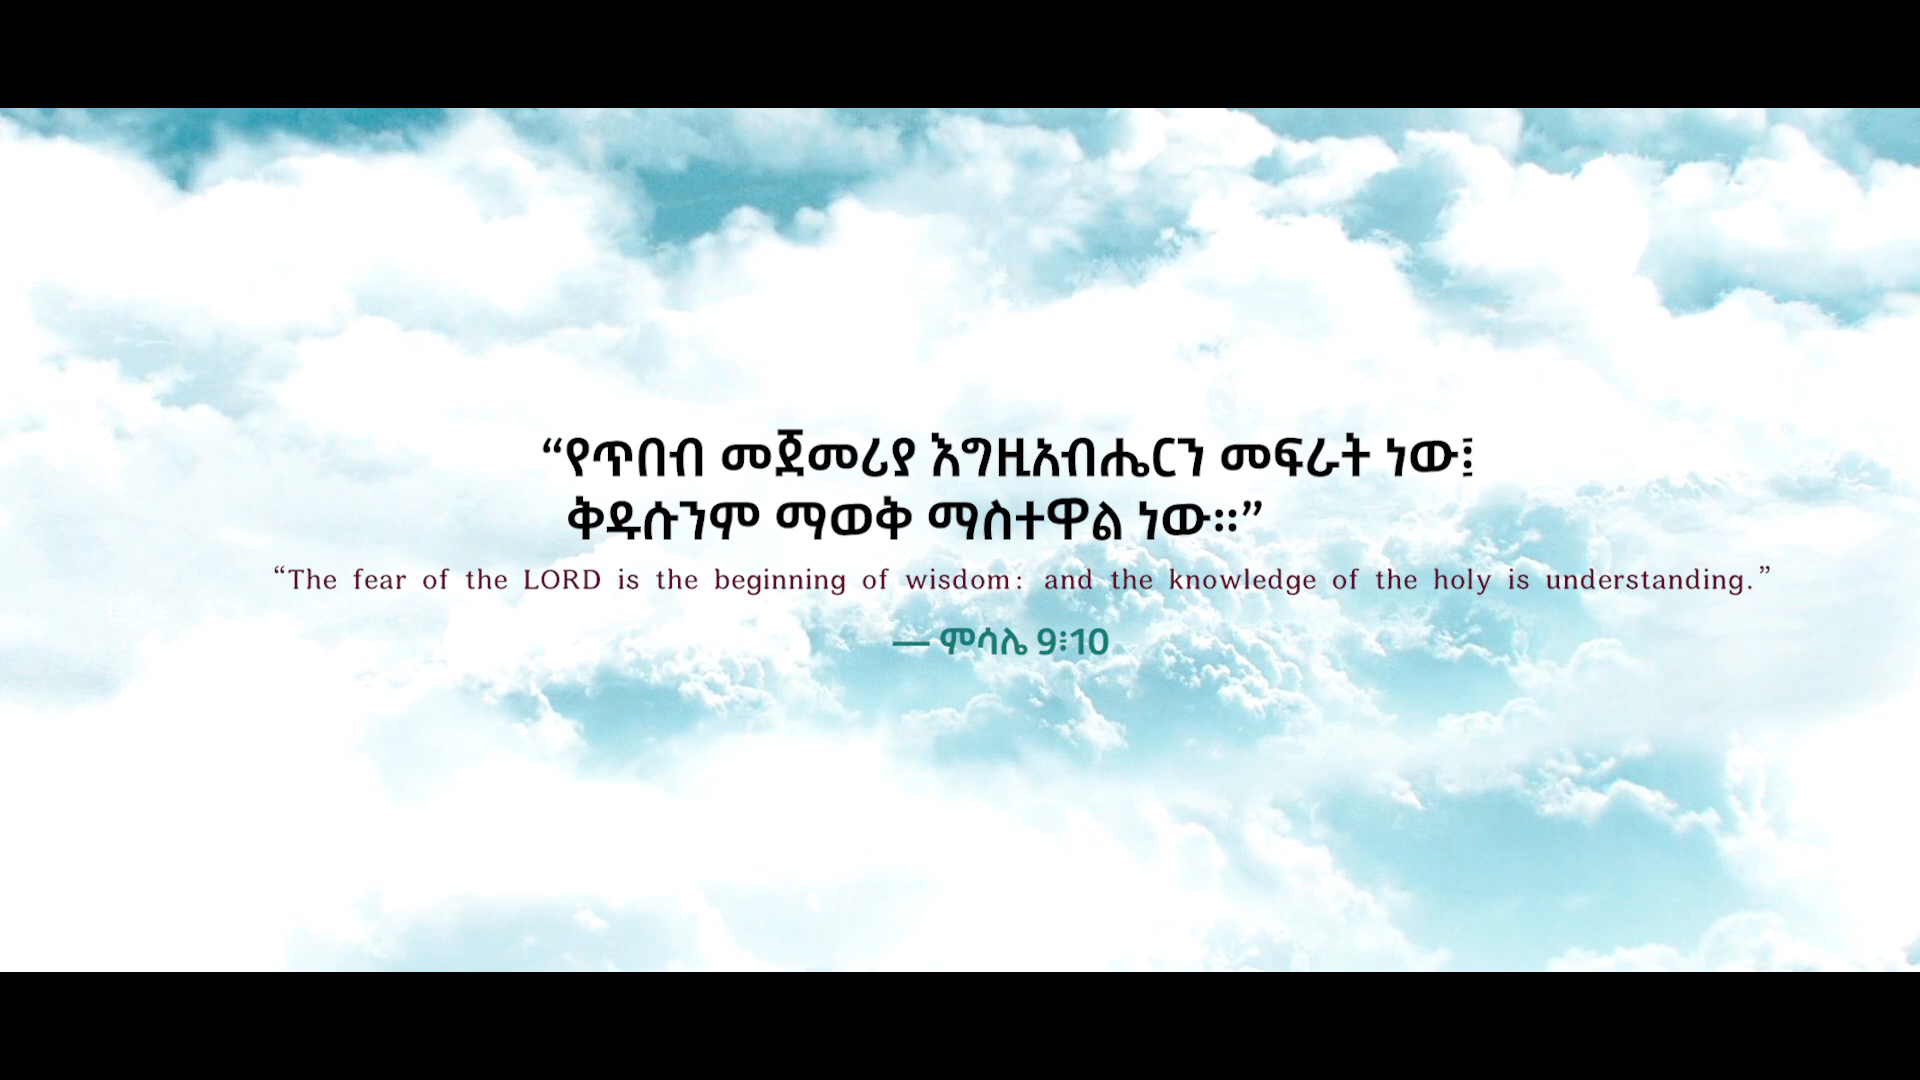 “የጥበብ መጀመሪያ እግዚአብሔርን መፍራት ነው፤
ቅዱሱንም ማወቅ ማስተዋል ነው።”
“The fear of the LORD is the beginning of wisdom: and the knowledge of the holy is understanding.”
— ምሳሌ 9፥10